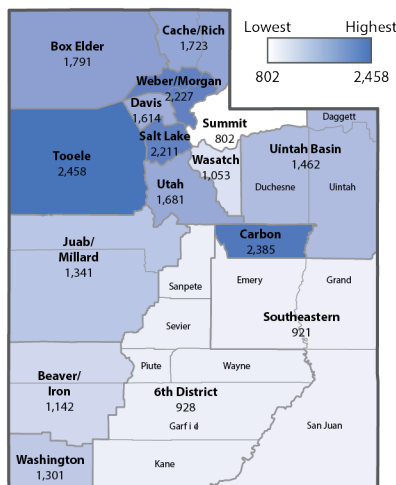 Lowest Highest
802 2,458
Cache/Rich
1,723
Box Elder
1,791
Weber/Morgan
2,227
Davis
1,614
Daggett
Summit
802
Salt Lake
2,211
Wasatch
1,053
Uintah Basin
1,462
Tooele
2,458
Utah
1,681
Duchesne
Uintah
Carbon
2,385
Juab/
Millard
1,341
Sanpete
Emery
Grand
Southeastern
921
Sevier
Piute
Wayne
Beaver/
Iron
1,142
6th District
928
Garfield
San Juan
Washington
1,301
Kane